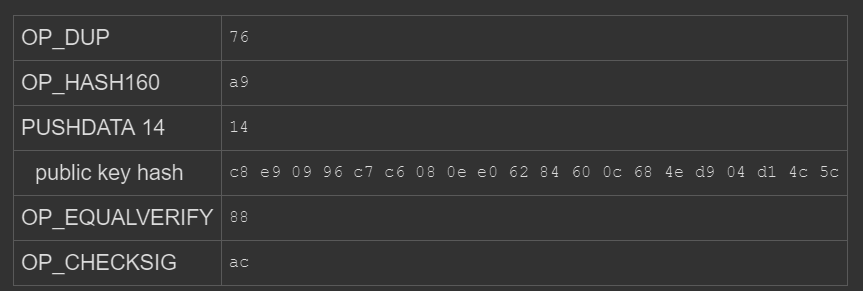 OP_DUP 76
OP_HASH160 a9
PUSHDATA 14 14
public key hash c8 e9 09 96 c7 c6 08 0e e0 62 84 60 0c 68 4e d9 04 d1 4c 5c
OP_EQUALVERIFY 88
OP_CHECKSIG ac